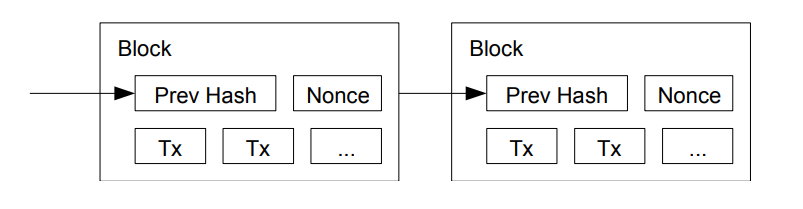 Block
Prev Hash Nonce
Tx Tx ...
Block
Prev Hash Nonce
Tx Tx ...